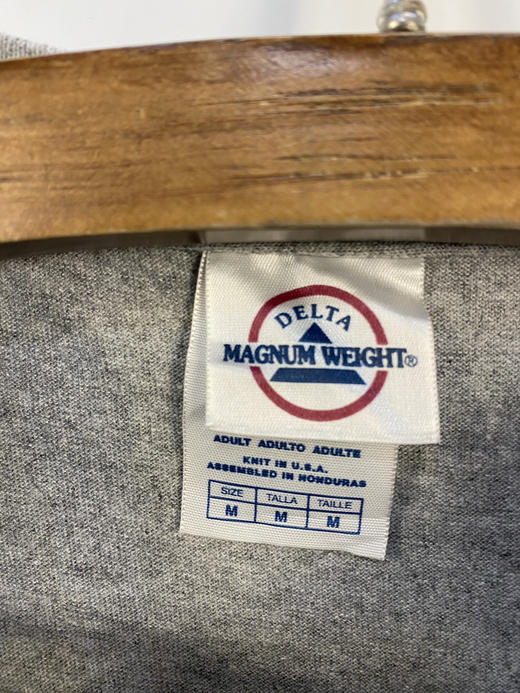 DELTA
MAGNUM WEIGHT®
ADULT ADULTO ADULTE
KNIT IN U.S.A.
ASSEMBLED IN HONDURAS
SIZE TALLA TAILLE
M M M